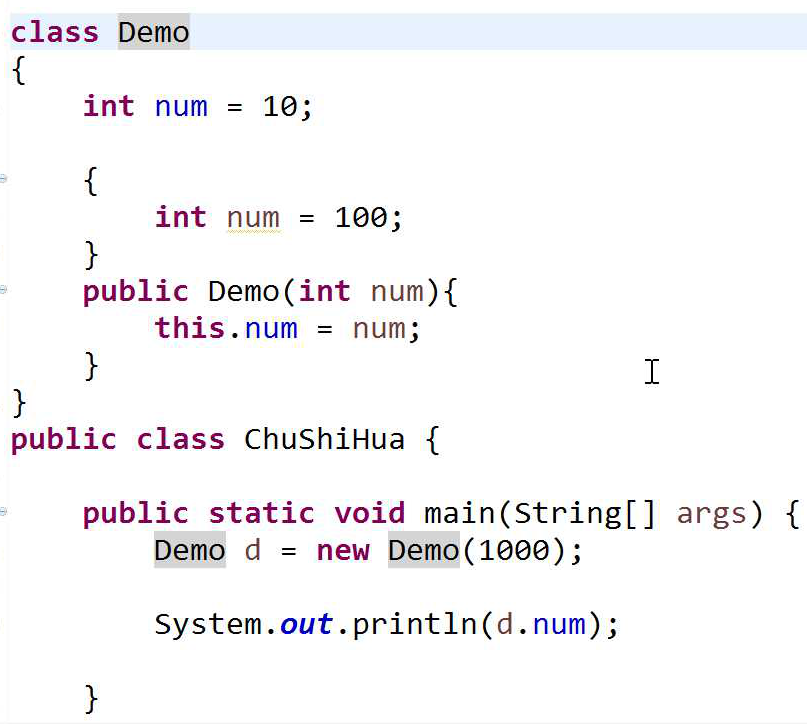 class Demo
{
    int num = 10;
    {
        int num = 100;
    }
    public Demo(int num){
        this.num = num;
    }
}
public class ChuShiHua {
    public static void main(String[] args) {
        Demo d = new Demo(1000);
        System.out.println(d.num);
    }